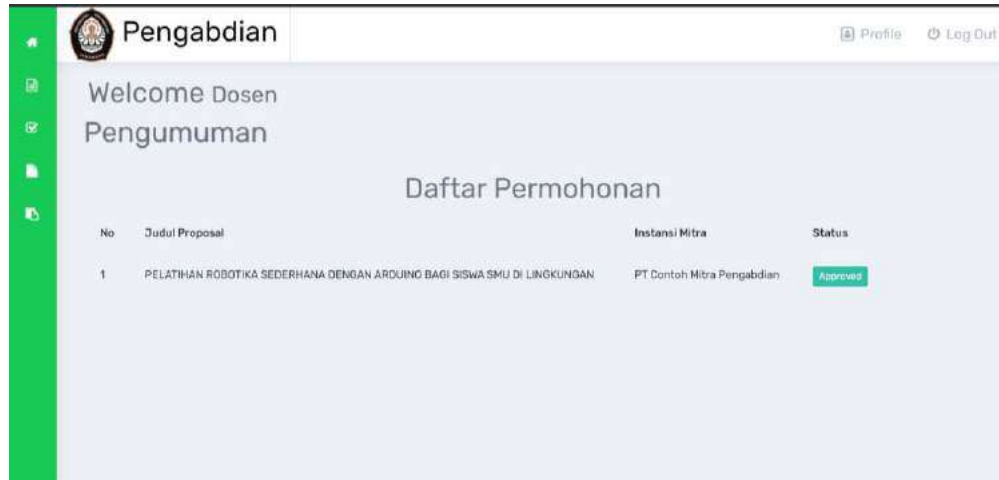 Pengabdian
Profile
Log Out
Welcome Dosen
Pengumuman
Daftar Permohonan
No Judul Proposal Instansi Mitra Status
1 PELATIHAN ROBOTIKA SEDERHANA DENGAN ARDUINO BAGI SISWA SMU DI LINGKUNGAN PT Contoh Mitra Pengabdian Approved